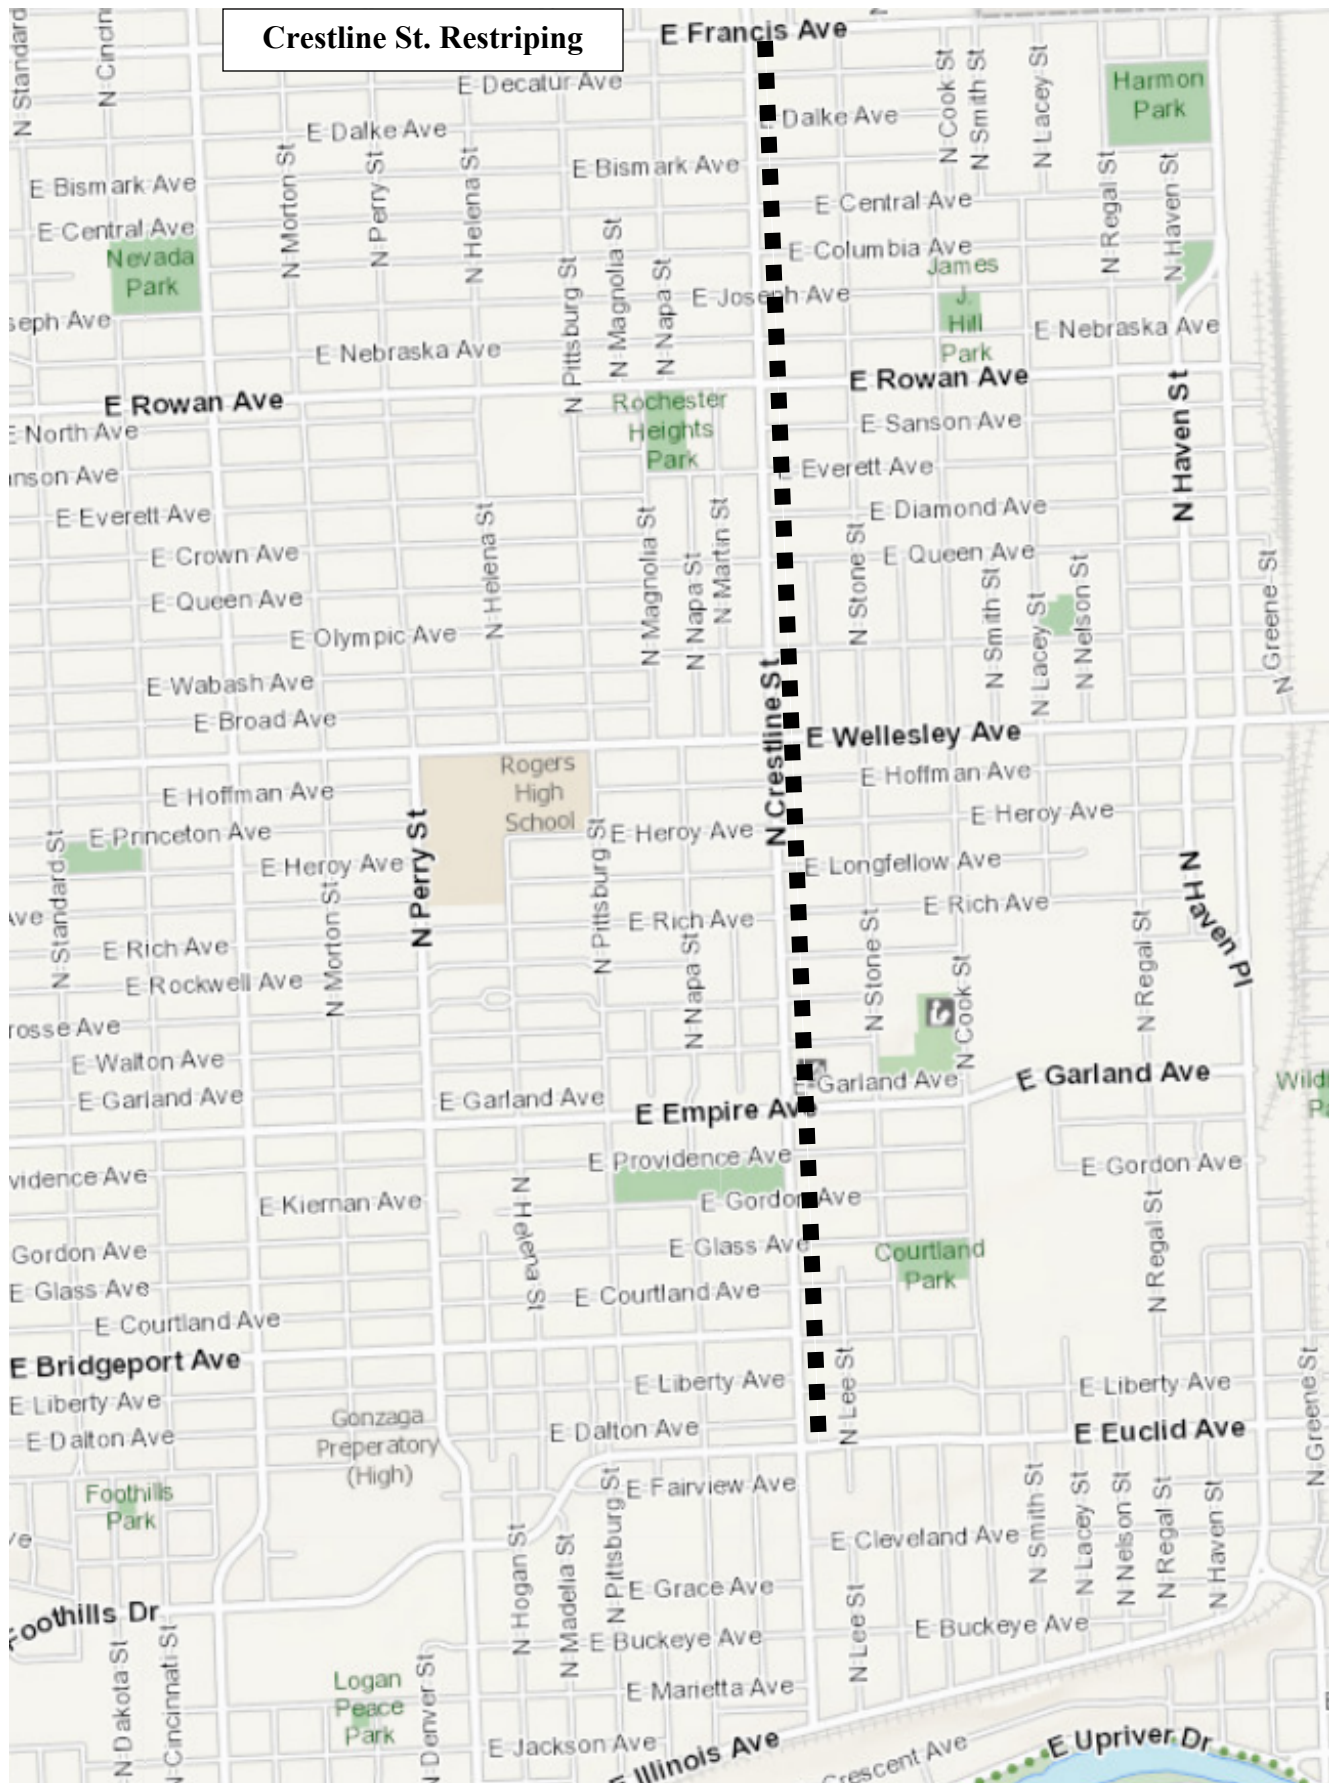 Crestline St. Restriping
E Francis Ave
N Standard
N Cincin
E Decatur Ave
N Cook St
N Smith St
N Lacey St
Harmon
Park
E Dalke Ave
Dalke Ave
N Morton St
N Perry St
N Helena St
E Bismark Ave
E Bismark Ave
N Regal St
N Haven St
E Central Ave
E Central Ave
Nevada
Park
N Pittsburg St
N Magnolia St
N Napa St
E Columbia Ave
James
J.
Hill
Park
E Joseph Ave
seph Ave
E Nebraska Ave
E Nebraska Ave
E Rowan Ave
E Rowan Ave
N Haven St
Rochester
Heights
Park
E North Ave
E Sanson Ave
nson Ave
E Everett Ave
E Everett Ave
N Helena St
N Magnolia St
N Napa St
N Martin St
E Diamond Ave
N Stone St
E Crown Ave
E Queen Ave
N Smith St
N Lacey St
N Nelson St
N Greene St
E Queen Ave
E Olympic Ave
E Wabash Ave
N Crestline St
E Broad Ave
E Wellesley Ave
Rogers
High
School
E Hoffman Ave
E Hoffman Ave
N Perry St
E Princeton Ave
E Heroy Ave
E Heroy Ave
N Standard St
E Heroy Ave
N Pittsburg St
E Longfellow Ave
N Haven Pl
N Morton St
Ave
E Rich Ave
E Rich Ave
E Rich Ave
N Napa St
N Stone St
N Cook St
N Regal St
E Rockwell Ave
rosse Ave
E Walton Ave
E Garland Ave
E Garland Ave
E Garland Ave
E Garland Ave
E Empire Ave
E Providence Ave
vidence Ave
E Gordon Ave
E Kiernan Ave
N Helena St
E Gordon Ave
N Regal St
Gordon Ave
E Glass Ave
Courtland
Park
E Glass Ave
E Courtland Ave
E Courtland Ave
E Bridgeport Ave
N Lee St
N Greene St
E Liberty Ave
E Liberty Ave
E Liberty Ave
Gonzaga
Preperatory
(High)
E Dalton Ave
E Dalton Ave
E Euclid Ave
Foothills
Park
N Pittsburg St
E Fairview Ave
N Smith St
N Lacey St
N Nelson St
N Regal St
N Haven St
E Cleveland Ave
N Hogan St
N Madelia St
E Grace Ave
Foothills Dr
N Lee St
E Buckeye Ave
E Buckeye Ave
N Dakota St
N Cincinnati St
N Denver St
Logan
Peace
Park
E Marietta Ave
E Jackson Ave
E Illinois Ave
Crescent Ave
E Upriver Dr